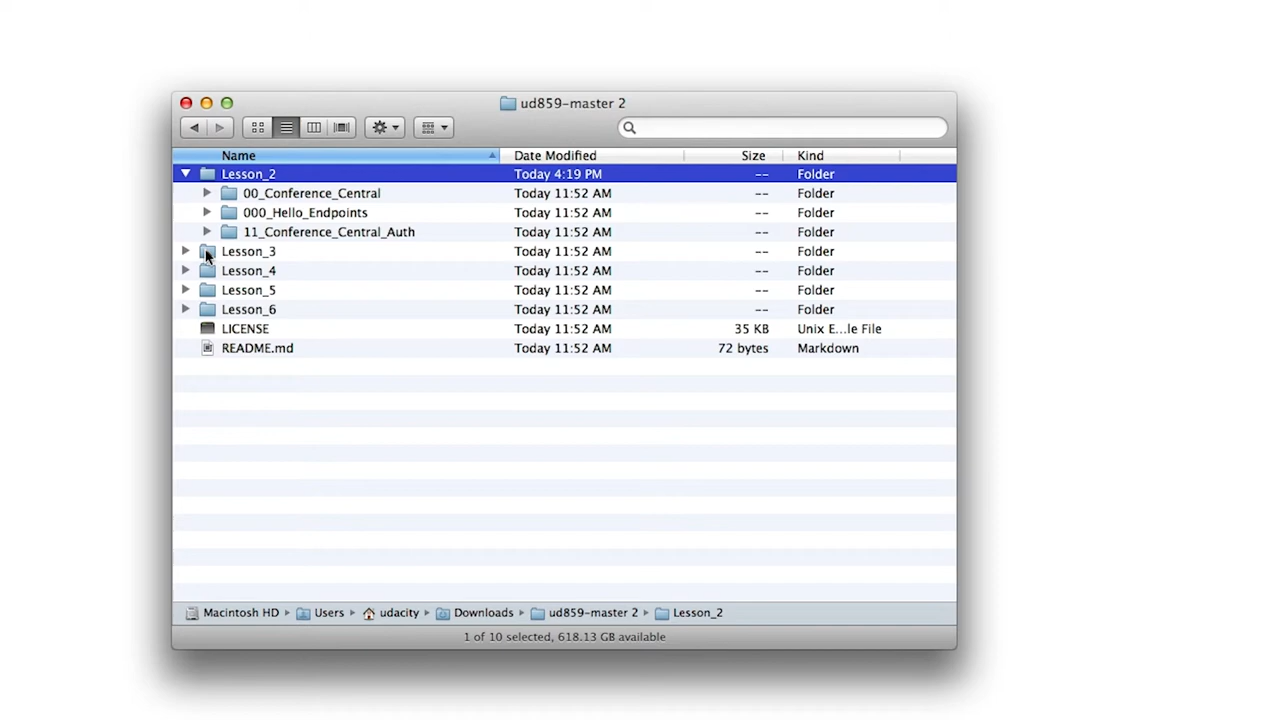 ud859-master 2
Name Date Modified Size Kind
Lesson_2 Today 4:19 PM -- Folder
00_Conference_Central Today 11:52 AM -- Folder
000_Hello_Endpoints Today 11:52 AM -- Folder
11_Conference_Central_Auth Today 11:52 AM -- Folder
Lesson_3 Today 11:52 AM -- Folder
Lesson_4 Today 11:52 AM -- Folder
Lesson_5 Today 11:52 AM -- Folder
Lesson_6 Today 11:52 AM -- Folder
LICENSE Today 11:52 AM 35 KB Unix E...le File
README.md Today 11:52 AM 72 bytes Markdown
Macintosh HD Users udacity Downloads ud859-master 2 Lesson_2
1 of 10 selected, 618.13 GB available